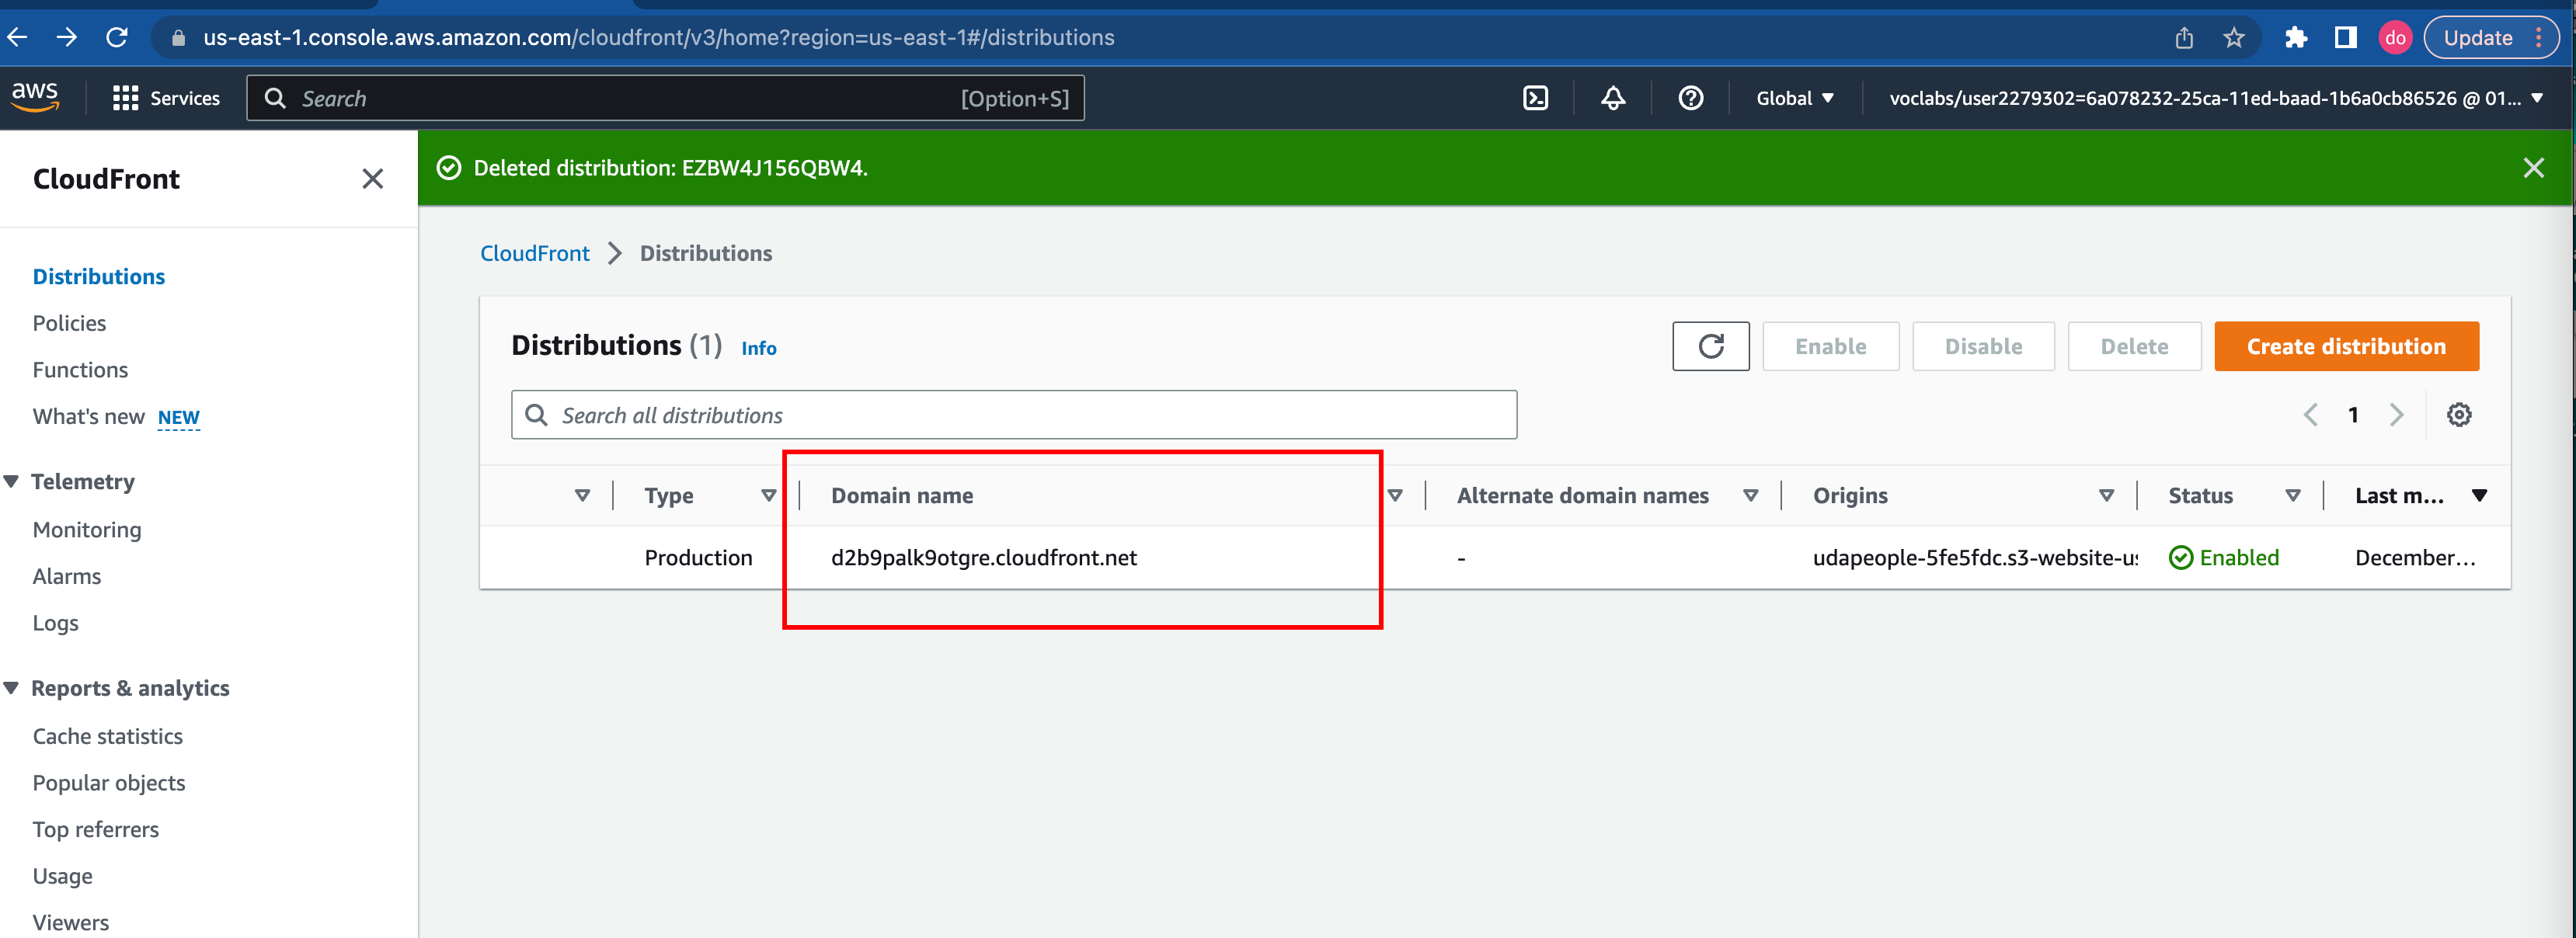 us-east-1.console.aws.amazon.com/cloudfront/v3/home?region=us-east-1#/distributions
do
Update
aws
Services
Search
[Option+S]
Global
voclabs/user2279302=6a078232-25ca-11ed-baad-1b6a0cb86526 @ 01...
CloudFront
Deleted distribution: EZBW4J156QBW4.
Distributions
Policies
Functions
What's new NEW
Telemetry
Monitoring
Alarms
Logs
Reports & analytics
Cache statistics
Popular objects
Top referrers
Usage
Viewers
CloudFront
Distributions
Distributions (1) Info
Enable
Disable
Delete
Create distribution
Search all distributions
1
Type
Domain name
Alternate domain names
Origins
Status
Last m...
Production
d2b9palk9otgre.cloudfront.net
-
udapeople-5fe5fdc.s3-website-us
Enabled
December...